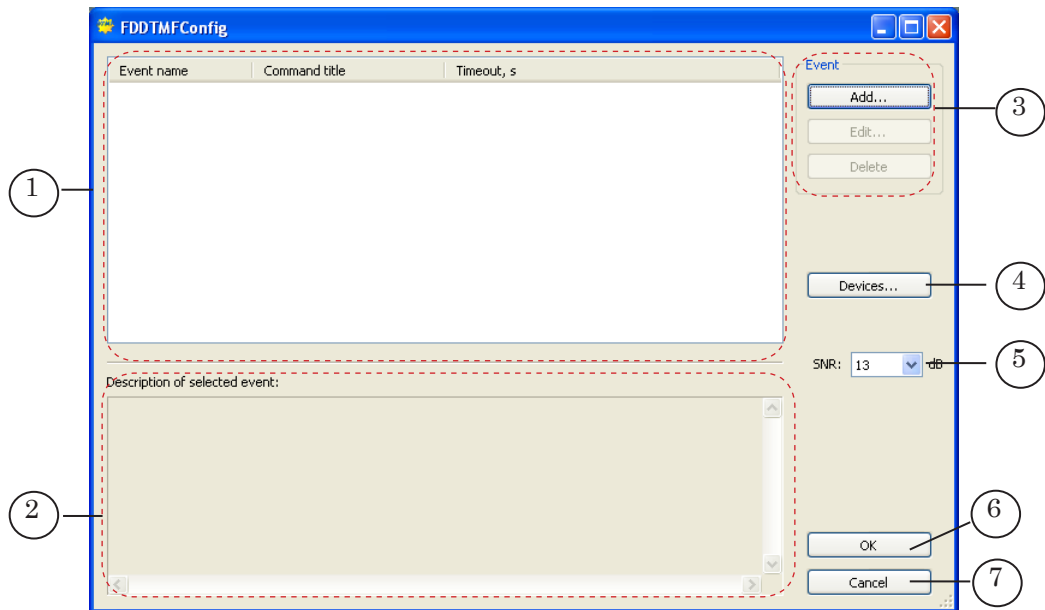 FDDTMFConfig
Event name Command title Timeout, s
Event
Add...
3
Edit...
Delete
1
Devices...
4
SNR: 13 dB
5
Description of selected event:
2
6
OK
Cancel
7